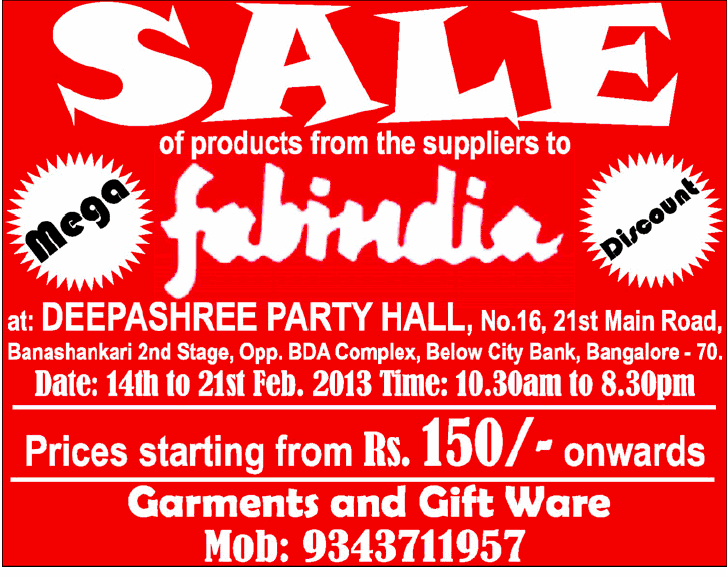 SALE
of products from the suppliers to
Mega
fabindia
Discount
at: DEEPASHREE PARTY HALL, No.16, 21st Main Road,
Banashankari 2nd Stage, Opp. BDA Complex, Below City Bank, Bangalore - 70.
Date: 14th to 21st Feb. 2013 Time: 10.30am to 8.30pm
Prices starting from Rs. 150/- onwards
Garments and Gift Ware
Mob: 9343711957